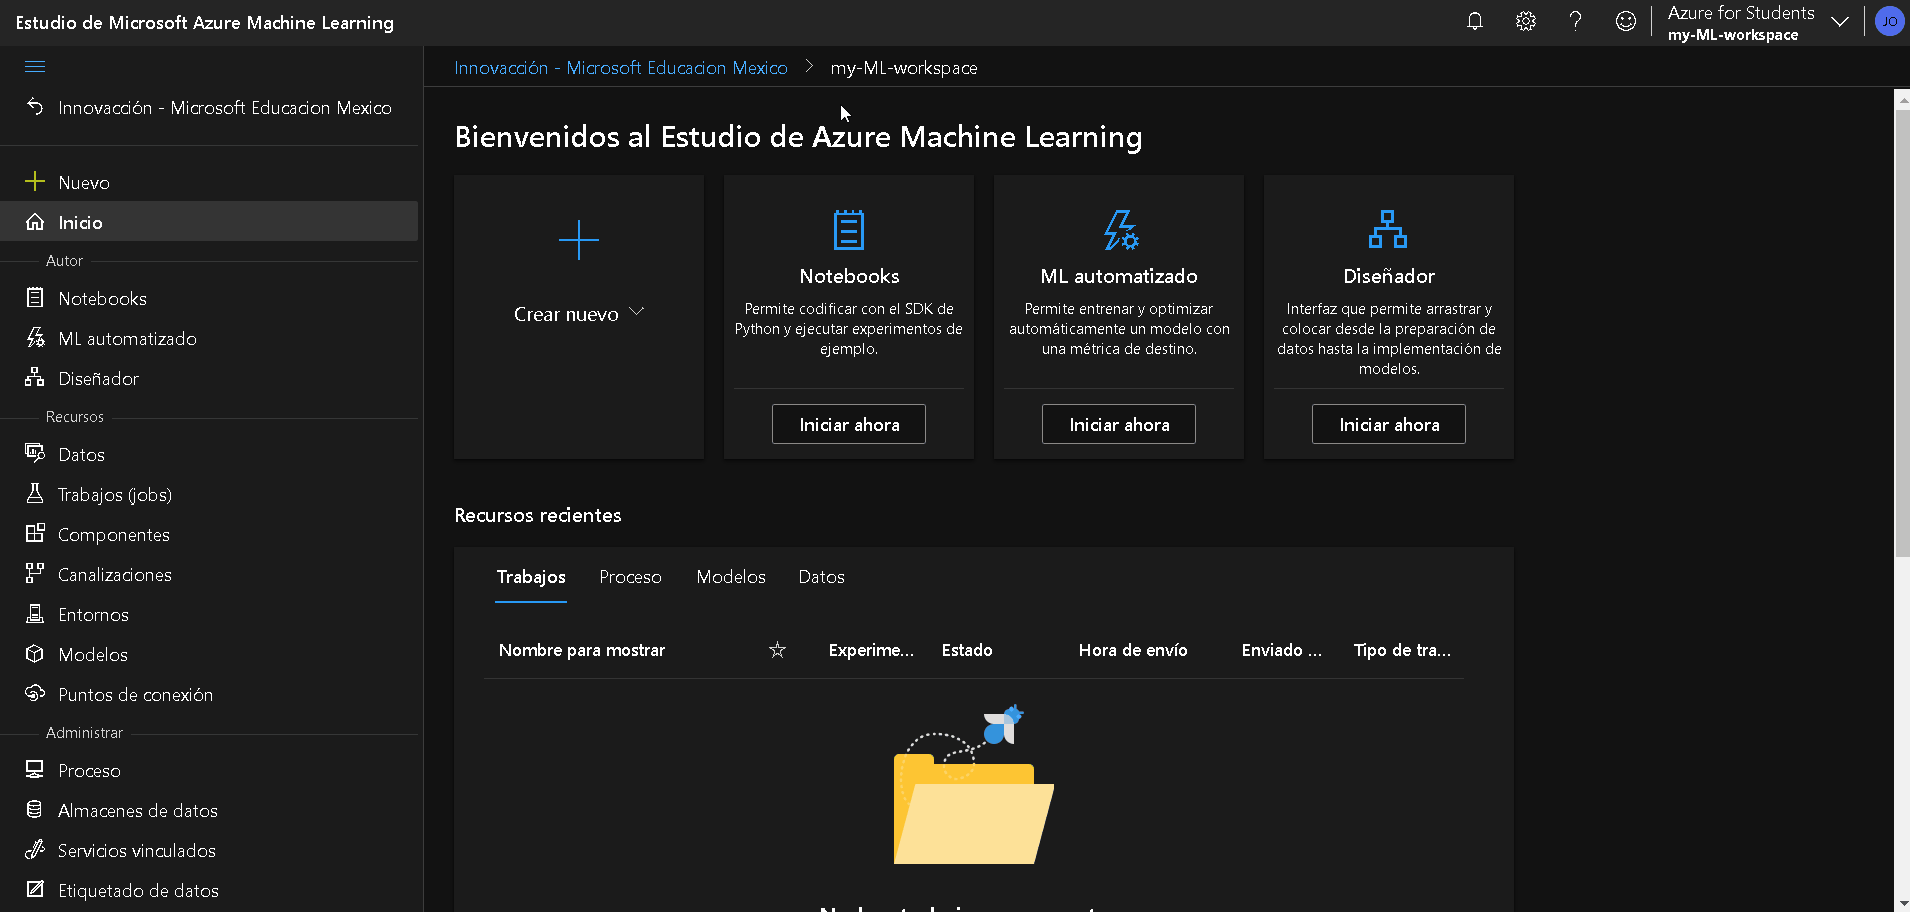 Estudio de Microsoft Azure Machine Learning
Azure for Students
my-ML-workspace
JO
Innovacción - Microsoft Educacion Mexico
my-ML-workspace
Innovacción - Microsoft Educacion Mexico
Nuevo
Inicio
Autor
Notebooks
ML automatizado
Diseñador
Recursos
Datos
Trabajos (jobs)
Componentes
Canalizaciones
Entornos
Modelos
Puntos de conexión
Administrar
Proceso
Almacenes de datos
Servicios vinculados
Etiquetado de datos
Bienvenidos al Estudio de Azure Machine Learning
Crear nuevo
Notebooks
Permite codificar con el SDK de
Python y ejecutar experimentos de
ejemplo.
Iniciar ahora
ML automatizado
Permite entrenar y optimizar
automáticamente un modelo con
una métrica de destino.
Iniciar ahora
Diseñador
Interfaz que permite arrastrar y
colocar desde la preparación de
datos hasta la implementación de
modelos.
Iniciar ahora
Recursos recientes
Trabajos Proceso Modelos Datos
Nombre para mostrar Experime... Estado Hora de envío Enviado ... Tipo de tra...